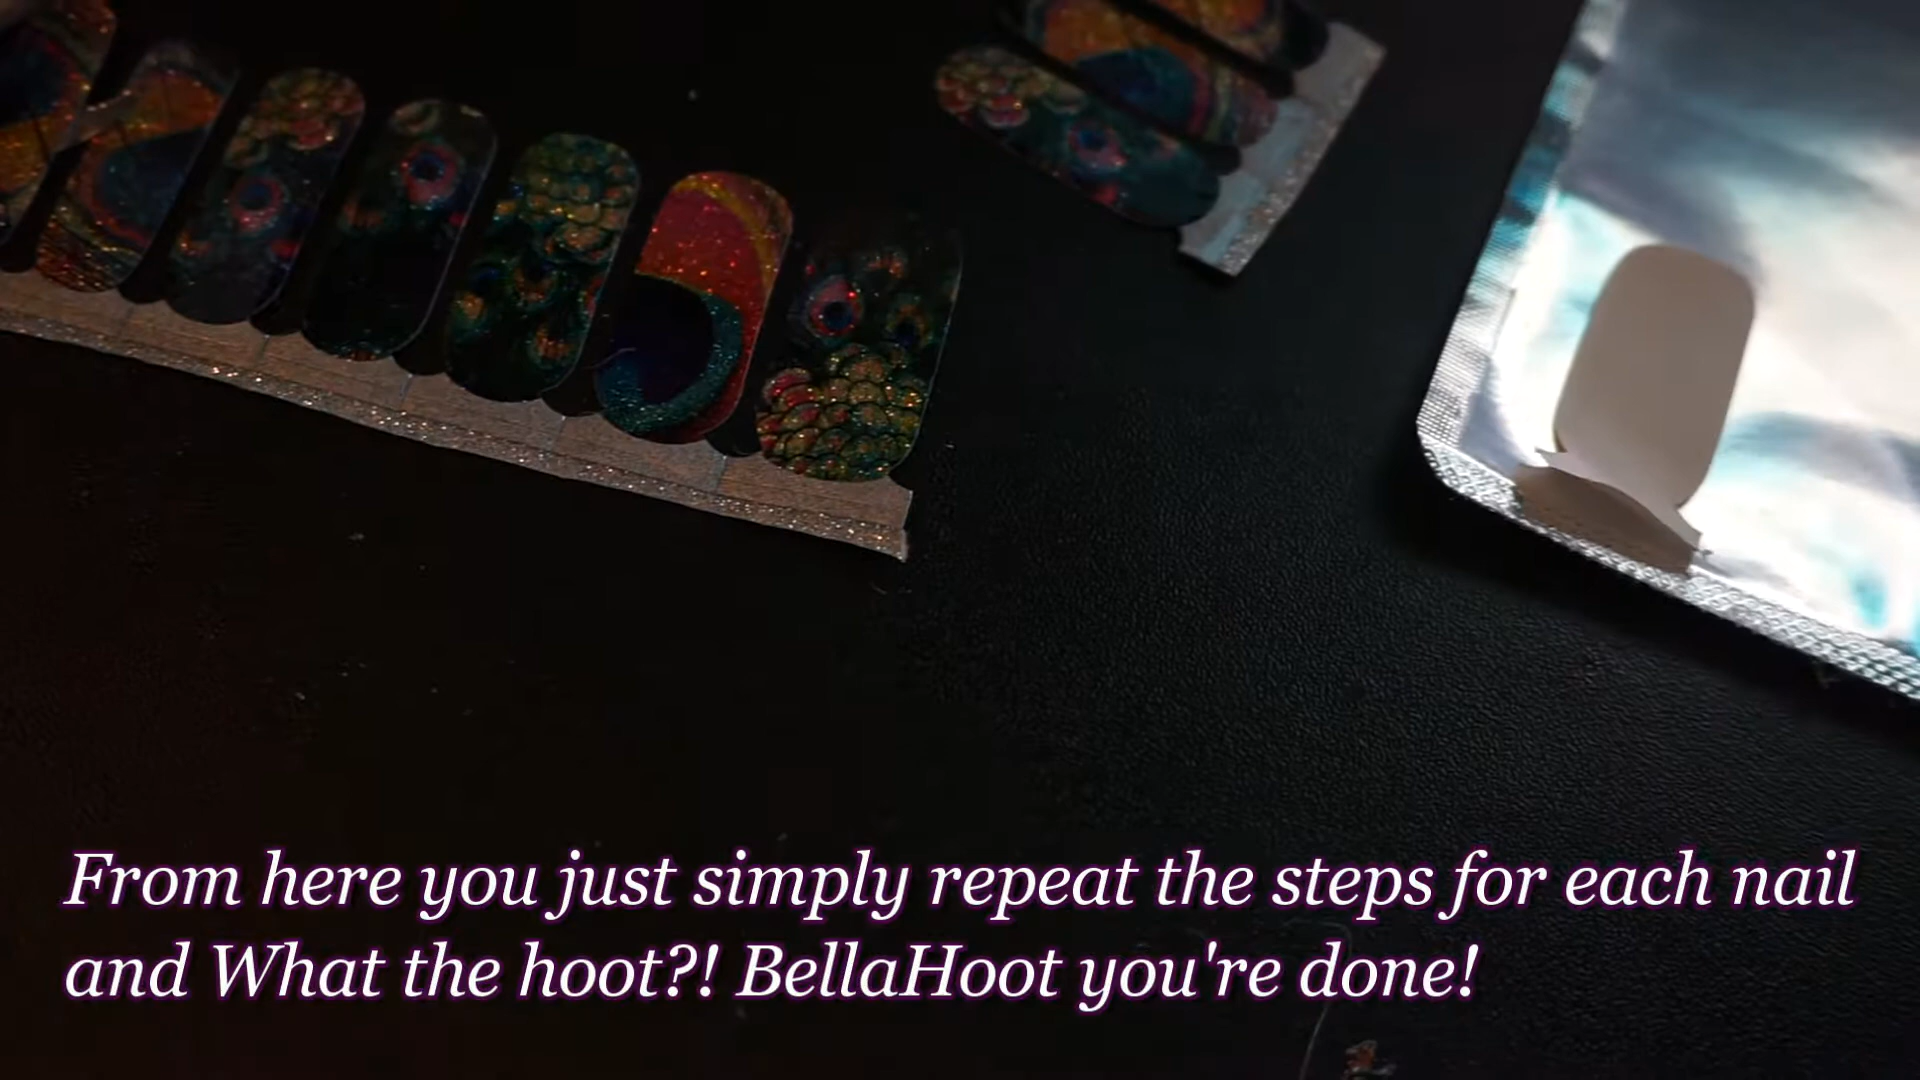 From here you just simply repeat the steps for each nail
and What the hoot?! BellaHoot you're done!